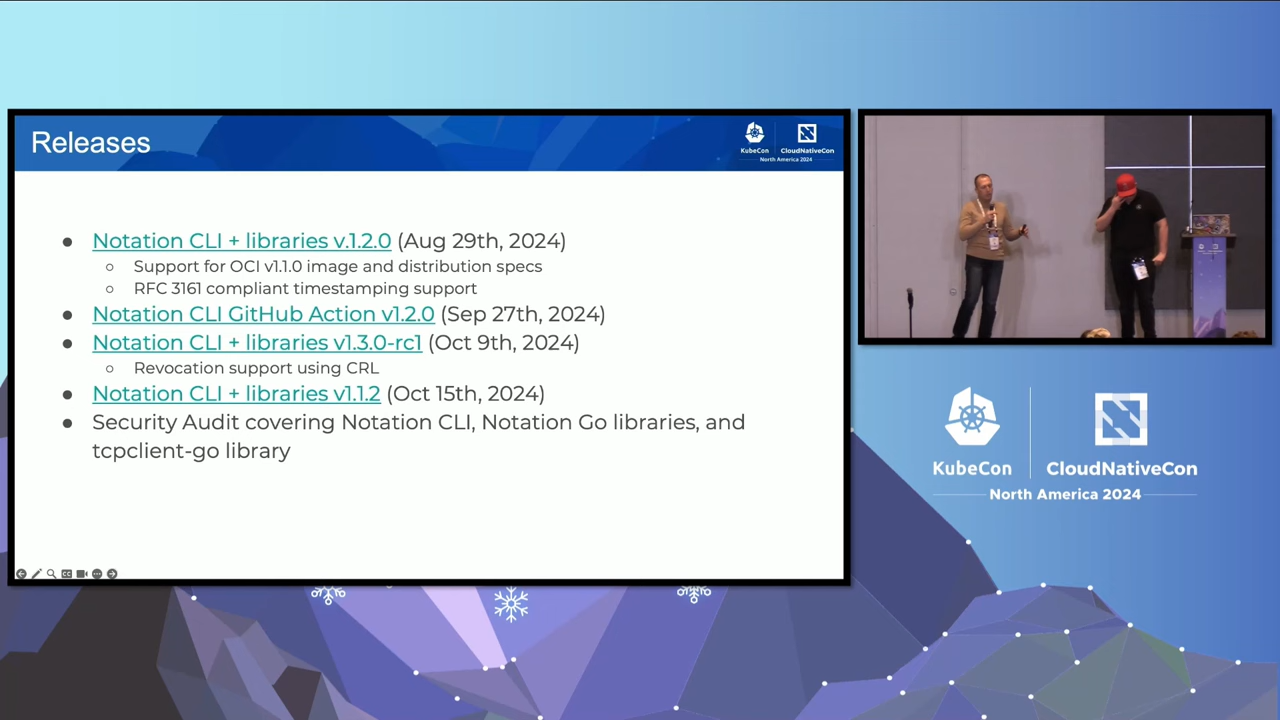 Releases
KubeCon
CloudNativeCon
North America 2024
Notation CLI + libraries v.1.2.0 (Aug 29th, 2024)
Support for OCI v1.1.0 image and distribution specs
RFC 3161 compliant timestamping support
Notation CLI GitHub Action v1.2.0 (Sep 27th, 2024)
Notation CLI + libraries v1.3.0-rc1 (Oct 9th, 2024)
Revocation support using CRL
Notation CLI + libraries v1.1.2 (Oct 15th, 2024)
Security Audit covering Notation CLI, Notation Go libraries, and
tcpclient-go library
KubeCon
CloudNativeCon
North America 2024